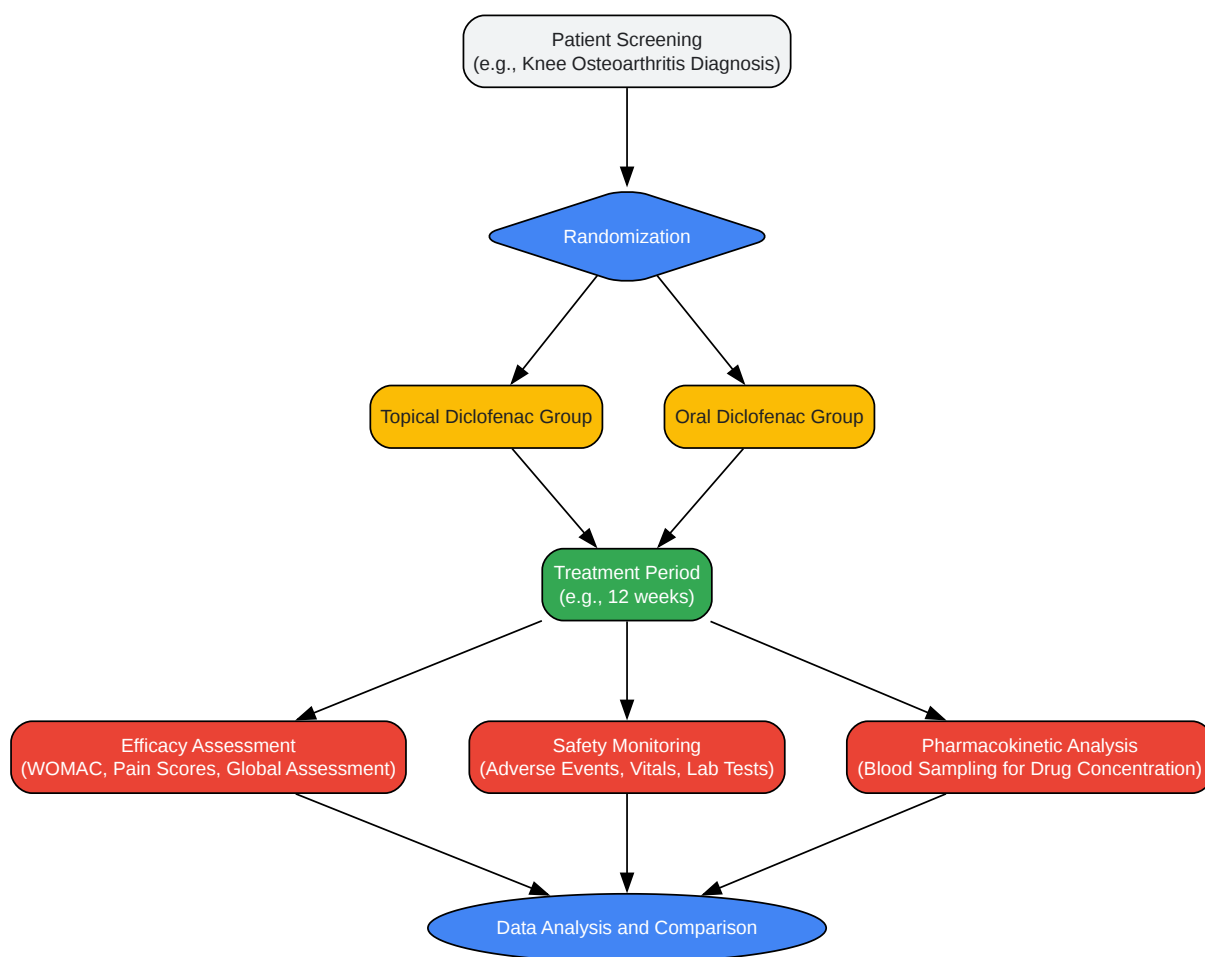 Patient Screening
(e.g., Knee Osteoarthritis Diagnosis)
Randomization
Topical Diclofenac Group
Oral Diclofenac Group
Treatment Period
(e.g., 12 weeks)
Efficacy Assessment
(WOMAC, Pain Scores, Global Assessment)
Safety Monitoring
(Adverse Events, Vitals, Lab Tests)
Pharmacokinetic Analysis
(Blood Sampling for Drug Concentration)
Data Analysis and Comparison